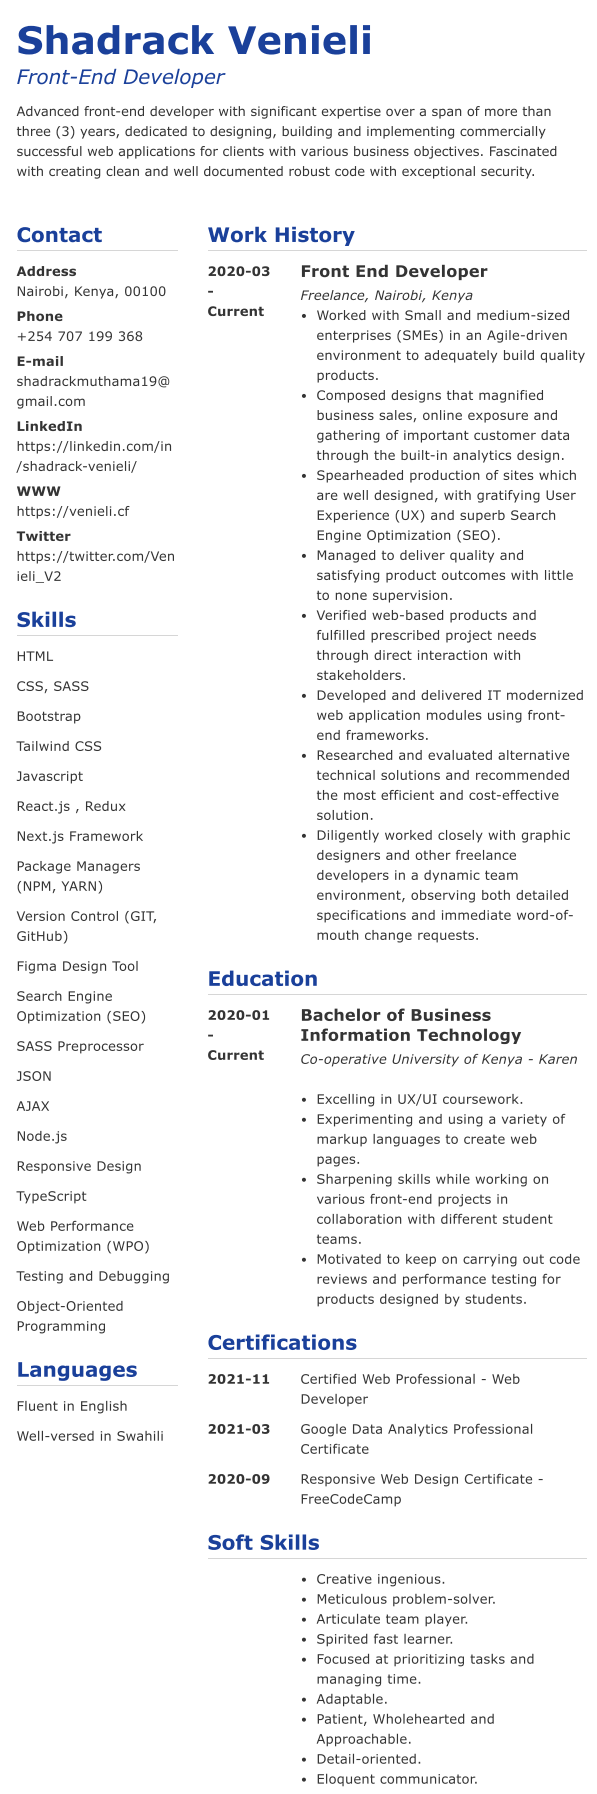 Shadrack Venieli
Front-End Developer
Advanced front-end developer with significant expertise over a span of more than
three (3) years, dedicated to designing, building and implementing commercially
successful web applications for clients with various business objectives. Fascinated
with creating clean and well documented robust code with exceptional security.
Contact
Address
Nairobi, Kenya, 00100
Phone
+254 707 199 368
E-mail
shadrackmuthama19@
gmail.com
LinkedIn
https://linkedin.com/in
/shadrack-venieli/
WWW
https://venieli.cf
Twitter
https://twitter.com/Ven
ieli_V2
Skills
HTML
CSS, SASS
Bootstrap
Tailwind CSS
Javascript
React.js , Redux
Next.js Framework
Package Managers
(NPM, YARN)
Version Control (GIT,
GitHub)
Figma Design Tool
Search Engine
Optimization (SEO)
SASS Preprocessor
JSON
AJAX
Node.js
Responsive Design
TypeScript
Web Performance
Optimization (WPO)
Testing and Debugging
Object-Oriented
Programming
Languages
Fluent in English
Well-versed in Swahili
Work History
2020-03
-
Current
Front End Developer
Freelance, Nairobi, Kenya
• Worked with Small and medium-sized
enterprises (SMEs) in an Agile-driven
environment to adequately build quality
products.
• Composed designs that magnified
business sales, online exposure and
gathering of important customer data
through the built-in analytics design.
• Spearheaded production of sites which
are well designed, with gratifying User
Experience (UX) and superb Search
Engine Optimization (SEO).
• Managed to deliver quality and
satisfying product outcomes with little
to none supervision.
• Verified web-based products and
fulfilled prescribed project needs
through direct interaction with
stakeholders.
• Developed and delivered IT modernized
web application modules using front-
end frameworks.
• Researched and evaluated alternative
technical solutions and recommended
the most efficient and cost-effective
solution.
• Diligently worked closely with graphic
designers and other freelance
developers in a dynamic team
environment, observing both detailed
specifications and immediate word-of-
mouth change requests.
Education
2020-01
-
Current
Bachelor of Business
Information Technology
Co-operative University of Kenya - Karen
• Excelling in UX/UI coursework.
• Experimenting and using a variety of
markup languages to create web
pages.
• Sharpening skills while working on
various front-end projects in
collaboration with different student
teams.
• Motivated to keep on carrying out code
reviews and performance testing for
products designed by students.
Certifications
2021-11
Certified Web Professional - Web
Developer
2021-03
Google Data Analytics Professional
Certificate
2020-09
Responsive Web Design Certificate -
FreeCodeCamp
Soft Skills
• Creative ingenious.
• Meticulous problem-solver.
• Articulate team player.
• Spirited fast learner.
• Focused at prioritizing tasks and
managing time.
• Adaptable.
• Patient, Wholehearted and
Approachable.
• Detail-oriented.
• Eloquent communicator.